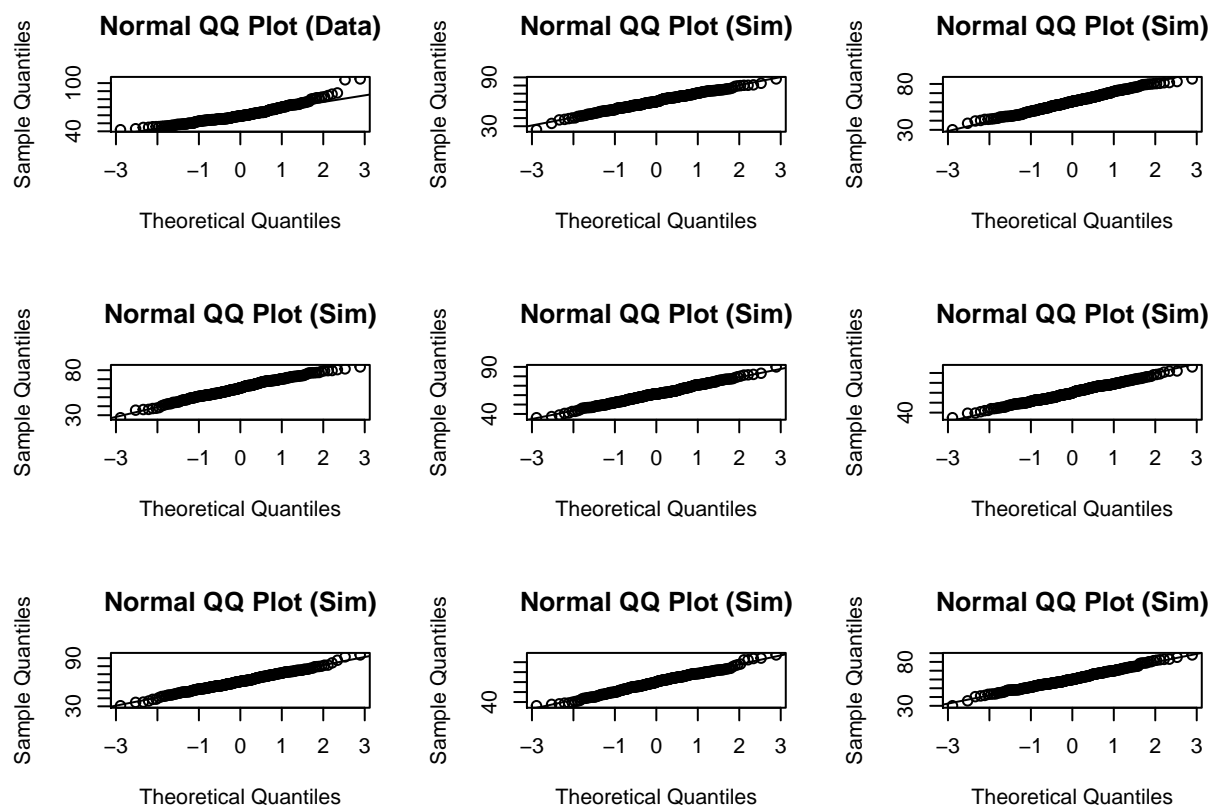 Normal QQ Plot (Data)
Sample Quantiles
100
40
−3 −1 0 1 2 3
Theoretical Quantiles
Normal QQ Plot (Sim)
Sample Quantiles
90
30
−3 −1 0 1 2 3
Theoretical Quantiles
Normal QQ Plot (Sim)
Sample Quantiles
80
30
−3 −1 0 1 2 3
Theoretical Quantiles
Normal QQ Plot (Sim)
Sample Quantiles
80
30
−3 −1 0 1 2 3
Theoretical Quantiles
Normal QQ Plot (Sim)
Sample Quantiles
90
40
−3 −1 0 1 2 3
Theoretical Quantiles
Normal QQ Plot (Sim)
Sample Quantiles
40
−3 −1 0 1 2 3
Theoretical Quantiles
Normal QQ Plot (Sim)
Sample Quantiles
90
30
−3 −1 0 1 2 3
Theoretical Quantiles
Normal QQ Plot (Sim)
Sample Quantiles
40
−3 −1 0 1 2 3
Theoretical Quantiles
Normal QQ Plot (Sim)
Sample Quantiles
80
30
−3 −1 0 1 2 3
Theoretical Quantiles